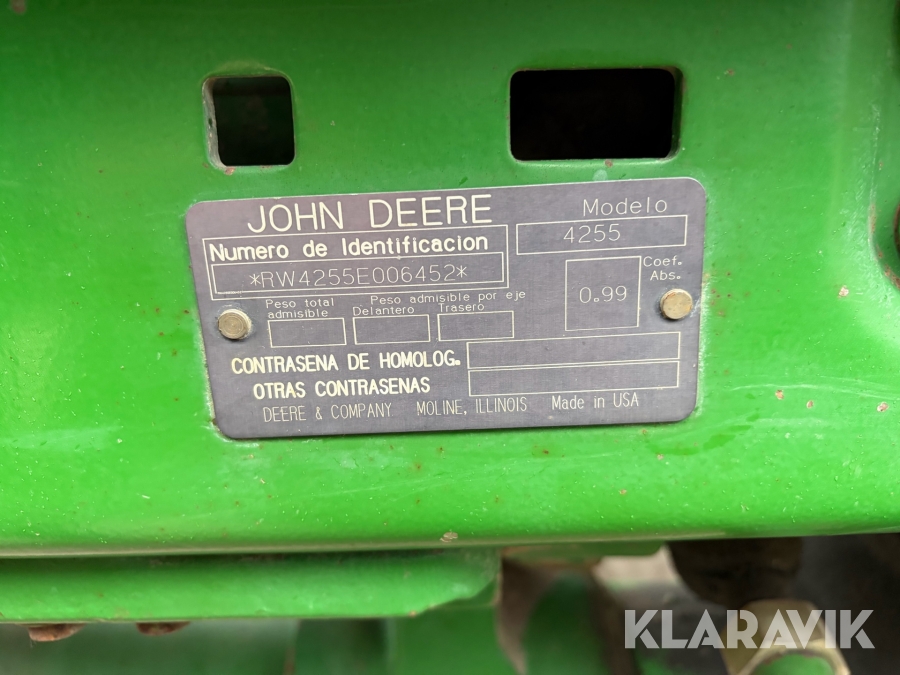 JOHN DEERE
Modelo
Numero de Identificacion
4255
*RW4255E006452*
Coef. Abs.
0.99
Peso total admisible
Peso admisible por eje
Delantero
Trasero
CONTRASENA DE HOMOLOG.
OTRAS CONTRASENAS
DEERE & COMPANY MOLINE, ILLINOIS Made in USA
KLARAVIK